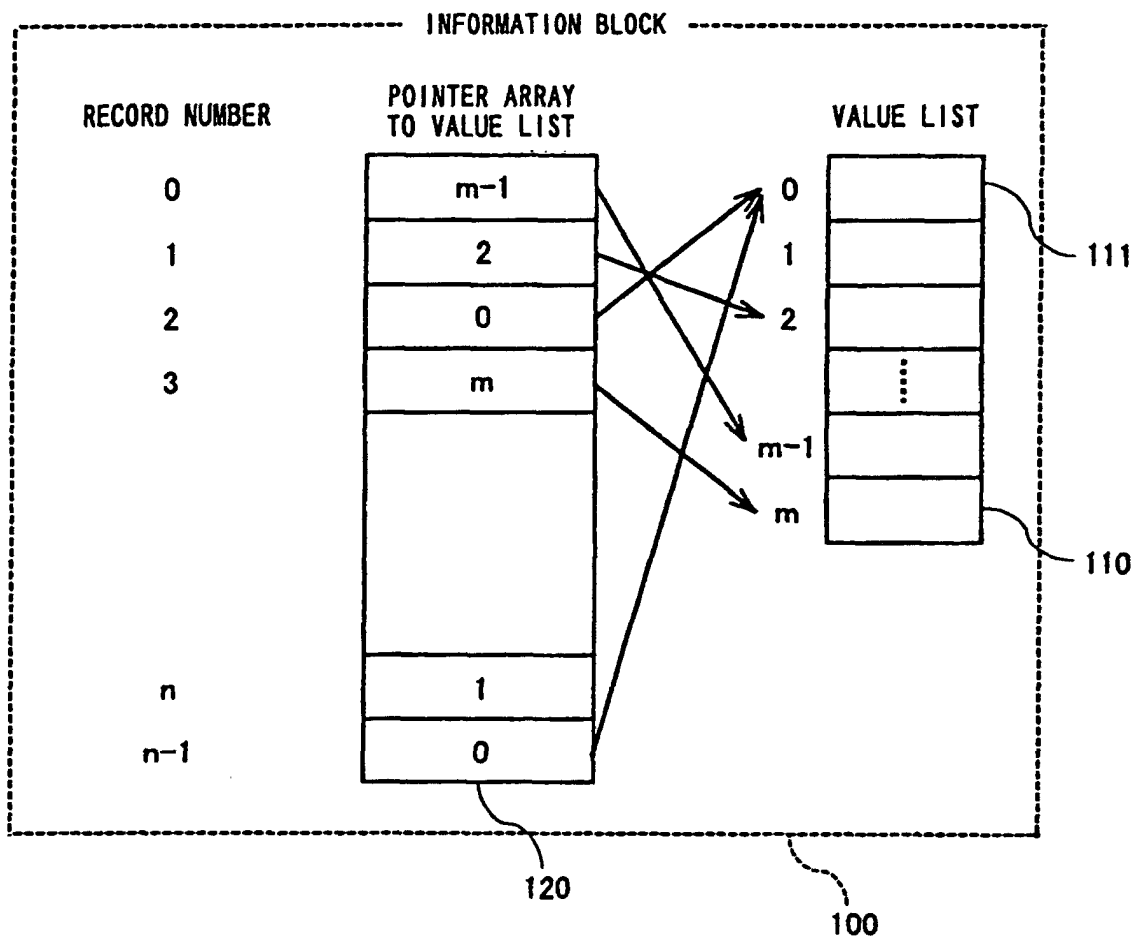 INFORMATION BLOCK
RECORD NUMBER
POINTER ARRAY
TO VALUE LIST
VALUE LIST
0 m-1 0
1 2 1 111
2 0 2
3 m
m-1
m
110
n 1
n-1 0
120
100